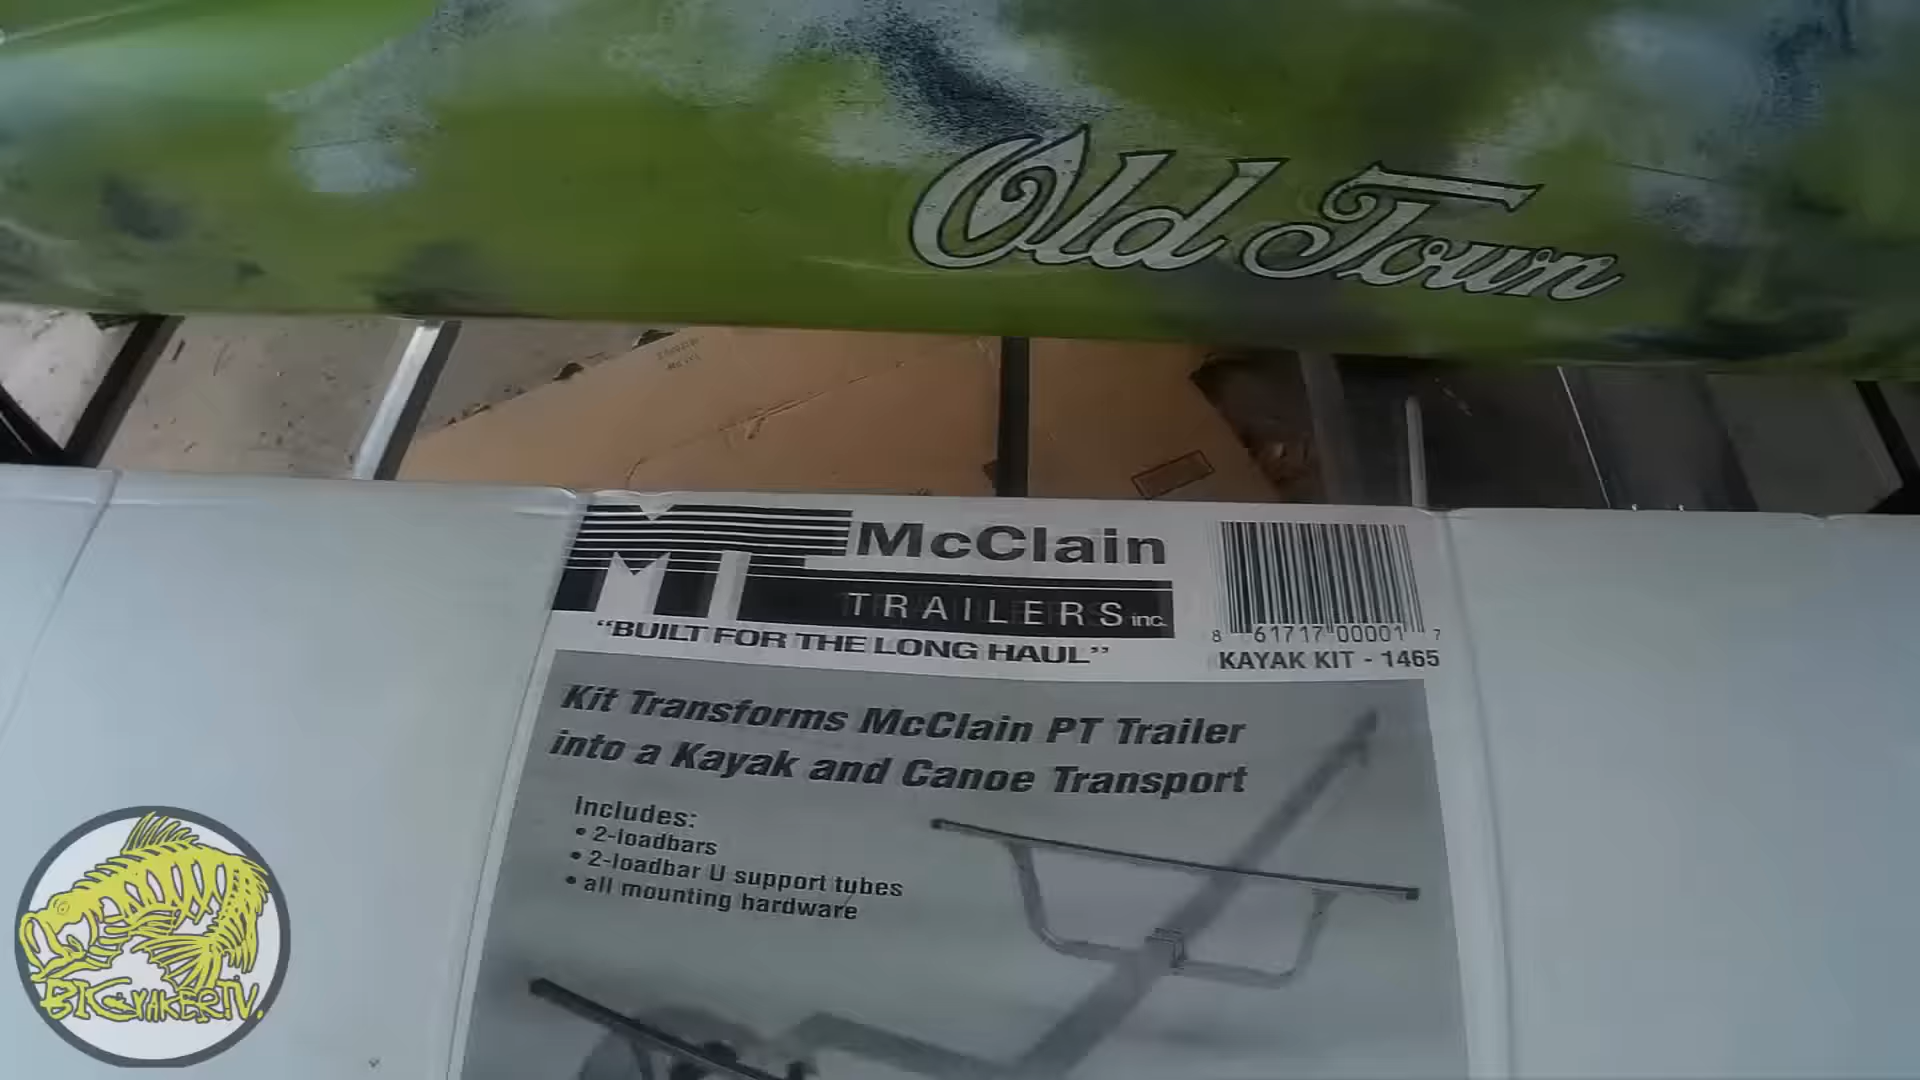 Old Town
McClain
TRAILERS inc.
"BUILT FOR THE LONG HAUL"
8 61717 00001 7
KAYAK KIT - 1465
Kit Transforms McClain PT Trailer
into a Kayak and Canoe Transport
Includes:
• 2-loadbars
• 2-loadbar U support tubes
• all mounting hardware
BIGYAKERTV.